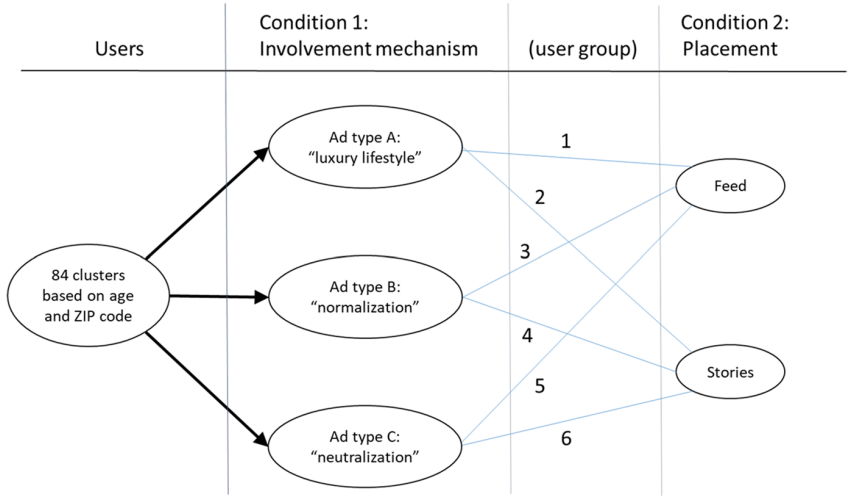 Users
Condition 1:
Involvement mechanism
(user group)
Condition 2:
Placement
84 clusters
based on age
and ZIP code
Ad type A:
“luxury lifestyle”
Ad type B:
“normalization”
Ad type C:
“neutralization”
1
2
3
4
5
6
Feed
Stories